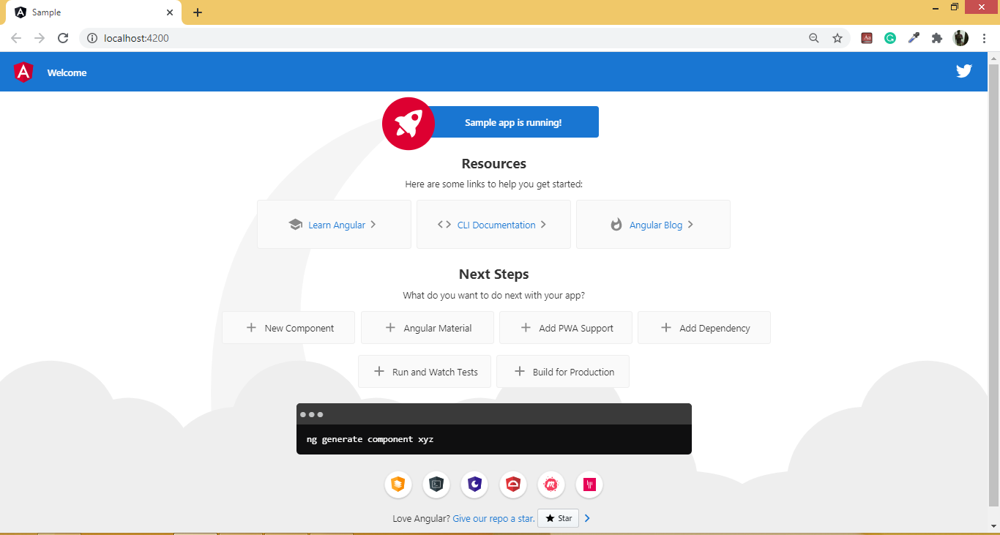 Sample
localhost:4200
Welcome
Sample app is running!
Resources
Here are some links to help you get started:
Learn Angular
CLI Documentation
Angular Blog
Next Steps
What do you want to do next with your app?
New Component
Angular Material
Add PWA Support
Add Dependency
Run and Watch Tests
Build for Production
ng generate component xyz
Love Angular? Give our repo a star. Star